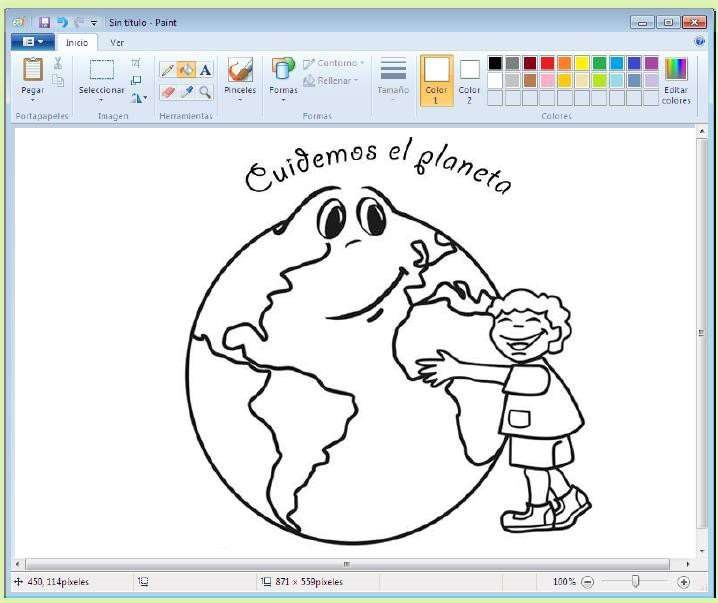 Sin título - Paint
Inicio Ver
Pegar
Seleccionar
A
Pinceles
Formas
Contorno
Rellenar
Tamaño
Color 1
Color 2
Editar colores
Portapapeles Imagen Herramientas Formas Colores
Cuidemos el planeta
450, 114píxeles
871 × 559píxeles
100%